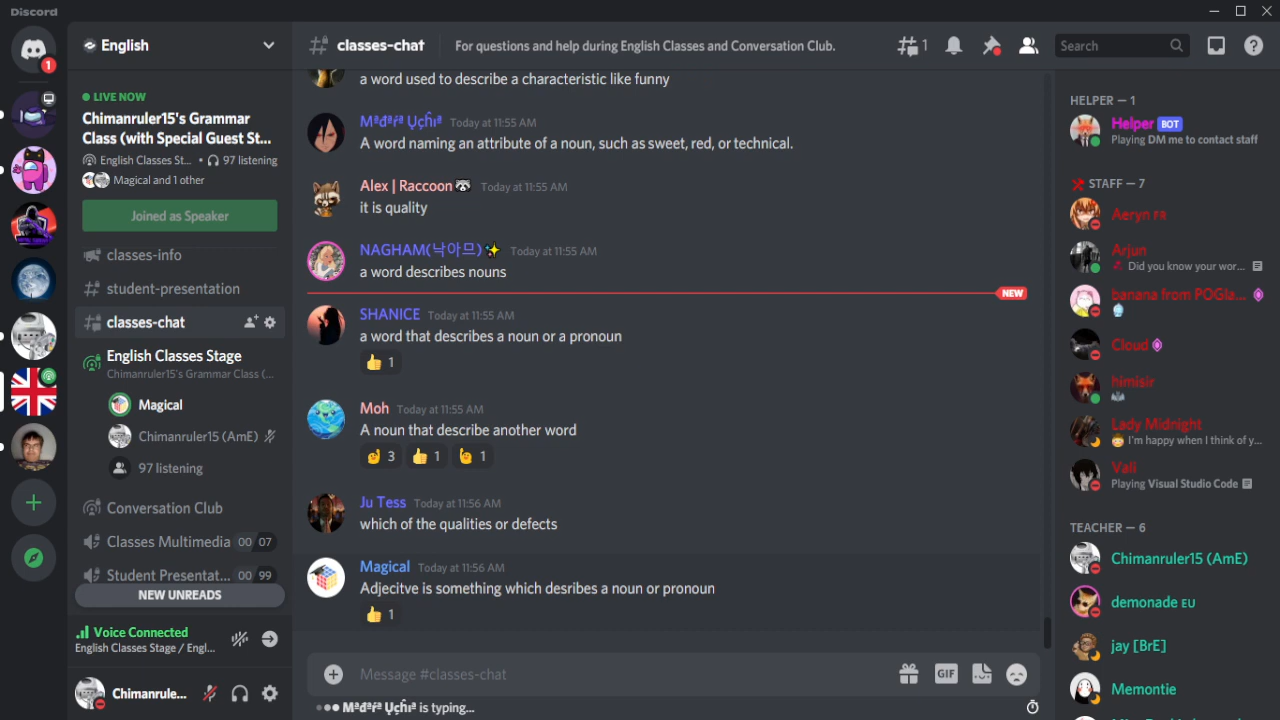 Discord
1
English
LIVE NOW
Chimanruler15's Grammar
Class (with Special Guest St...
English Classes St... • 97 listening
Magical and 1 other
Joined as Speaker
classes-info
student-presentation
classes-chat
English Classes Stage
Chimanruler15's Grammar Class (...
Magical
Chimanruler15 (AmE)
97 listening
Conversation Club
Classes Multimedia 00 07
Student Presentat... 00 99
NEW UNREADS
Voice Connected
English Classes Stage / Engl...
Chimanrule...
classes-chat
For questions and help during English Classes and Conversation Club.
1
Search
a word used to describe a characteristic like funny
Today at 11:55 AM
A word naming an attribute of a noun, such as sweet, red, or technical.
Alex | Raccoon🦝 Today at 11:55 AM
it is quality
NAGHAM(낙아므)✨ Today at 11:55 AM
a word describes nouns
NEW
SHANICE Today at 11:55 AM
a word that describes a noun or a pronoun
👍 1
Moh Today at 11:55 AM
A noun that describe another word
3 👍 1 1
Ju Tess Today at 11:56 AM
which of the qualities or defects
Magical Today at 11:56 AM
Adjecitve is something which desribes a noun or pronoun
👍 1
Message #classes-chat
GIF
is typing...
HELPER — 1
Helper BOT
Playing DM me to contact staff
STAFF — 7
Aeryn FR
Arjun
Did you know your wor...
banana from POGla...
Cloud
himisir
Lady Midnight
I'm happy when I think of y...
Vali
Playing Visual Studio Code
TEACHER — 6
Chimanruler15 (AmE)
demonade EU
jay [BrE]
Memontie